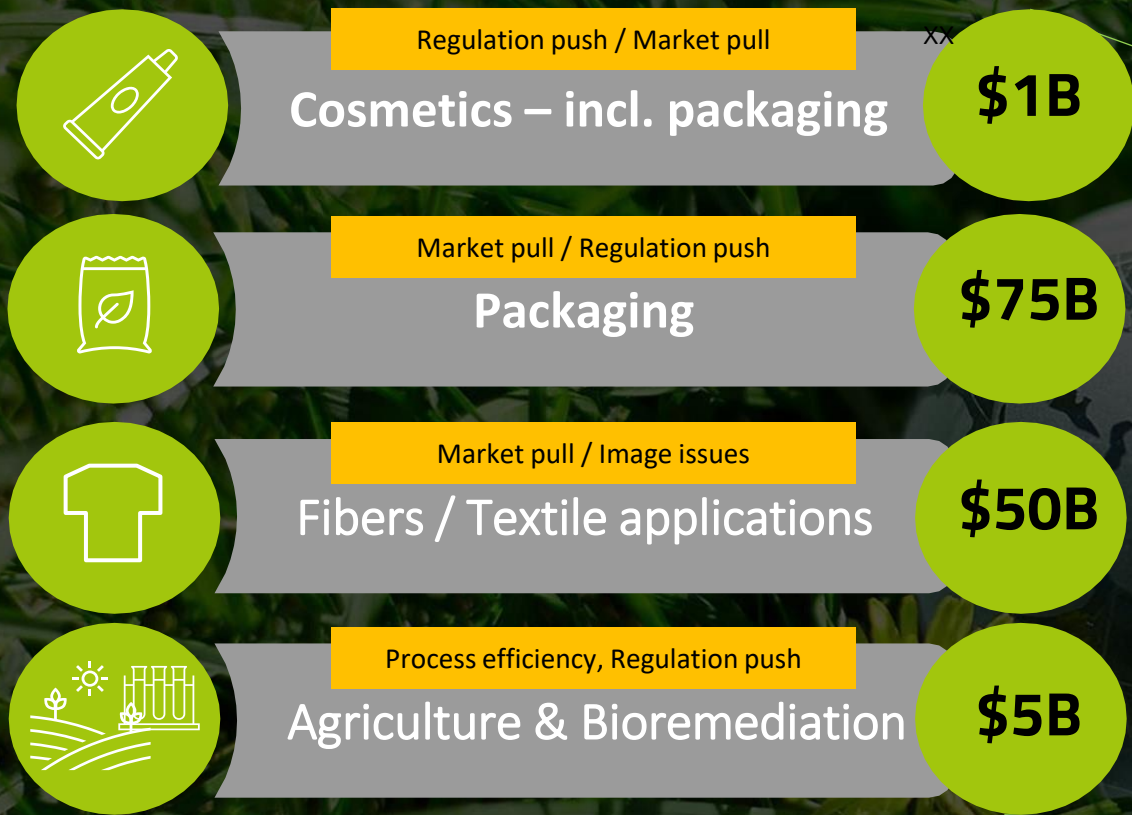 Regulation push / Market pull
xx
Cosmetics – incl. packaging
$1B
Market pull / Regulation push
Packaging
$75B
Market pull / Image issues
Fibers / Textile applications
$50B
Process efficiency, Regulation push
Agriculture & Bioremediation
$5B